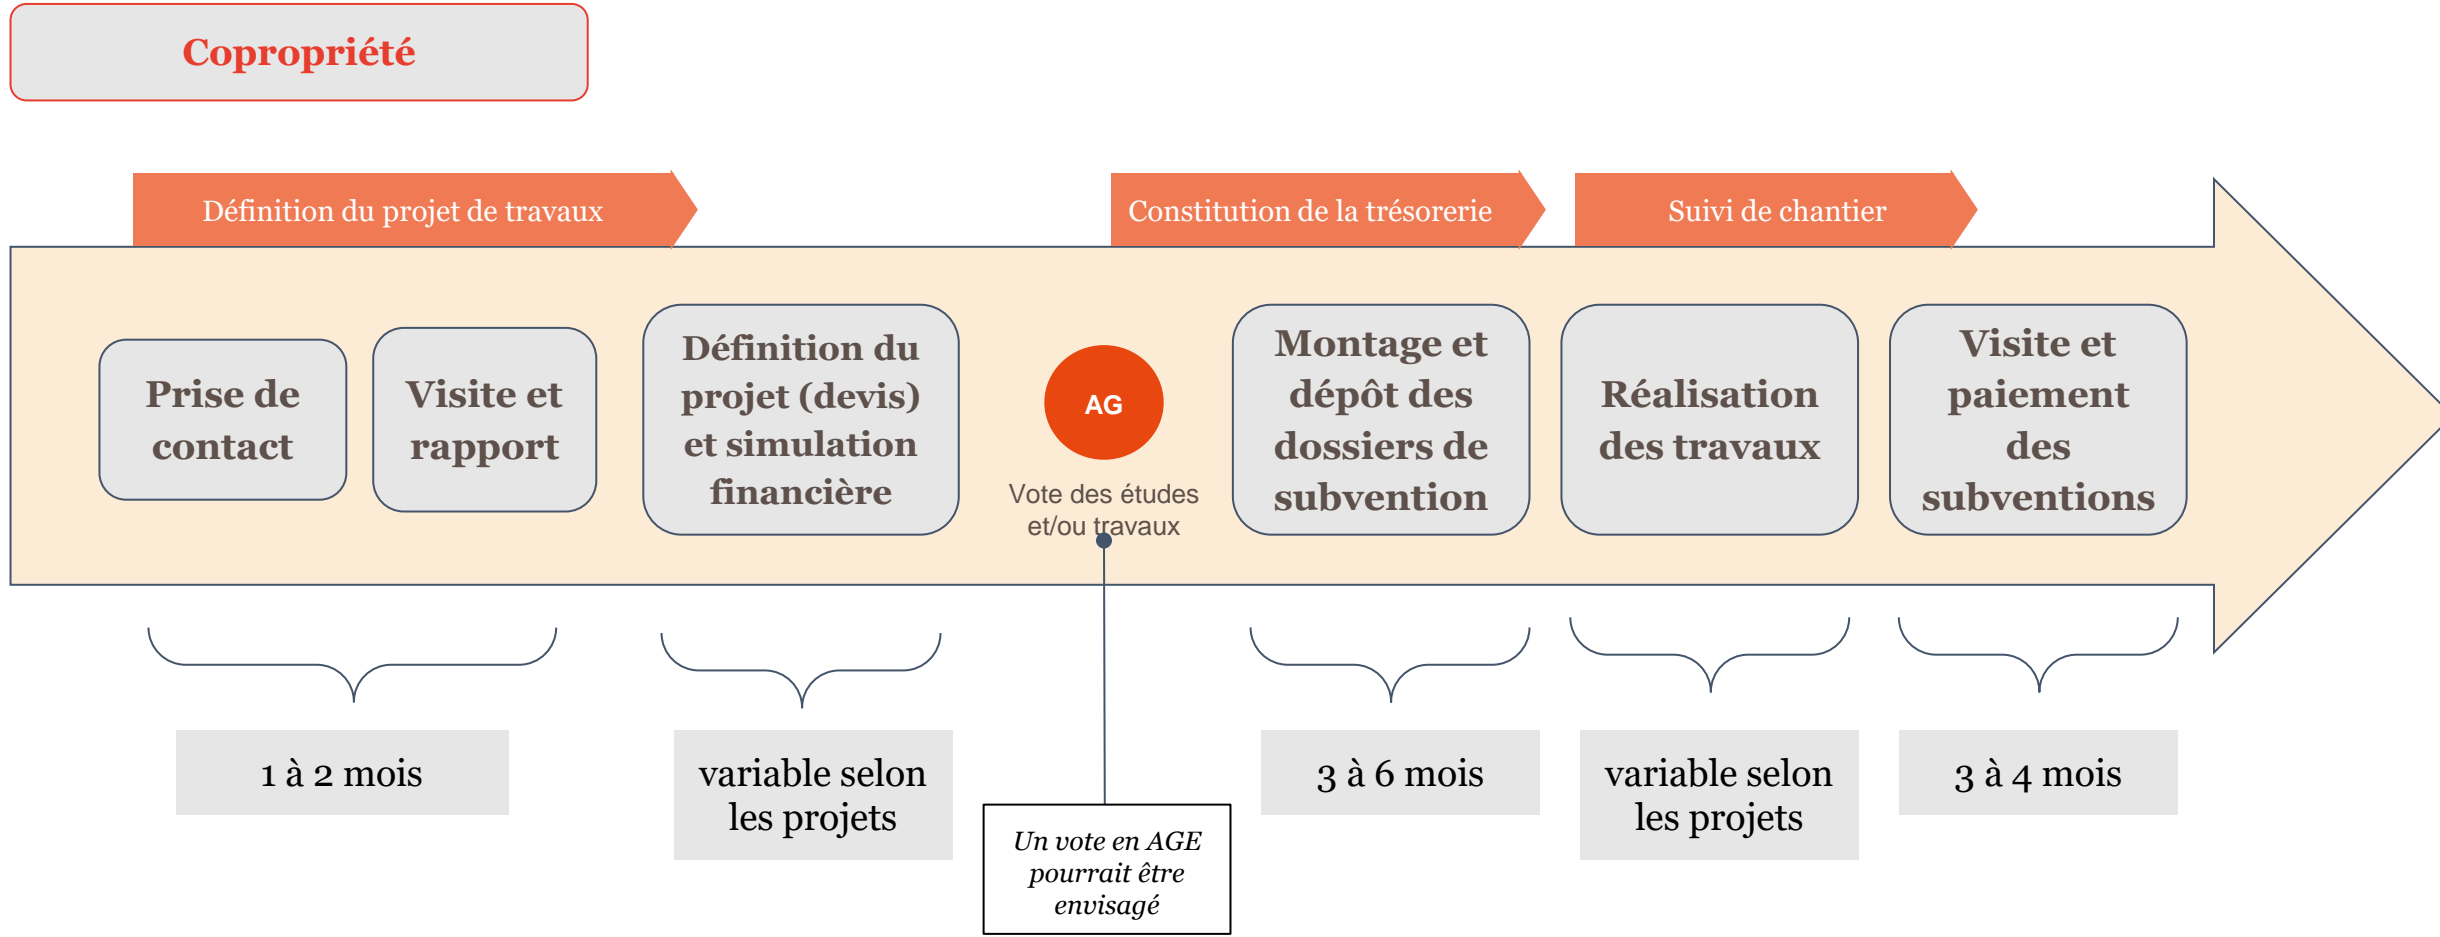 Copropriété
Définition du projet de travaux
Constitution de la trésorerie
Suivi de chantier
Prise de
contact
Visite et
rapport
Définition du
projet (devis)
et simulation
financière
AG
Vote des études
et/ou travaux
Montage et
dépôt des
dossiers de
subvention
Réalisation
des travaux
Visite et
paiement
des
subventions
1 à 2 mois
variable selon
les projets
Un vote en AGE
pourrait être
envisagé
3 à 6 mois
variable selon
les projets
3 à 4 mois